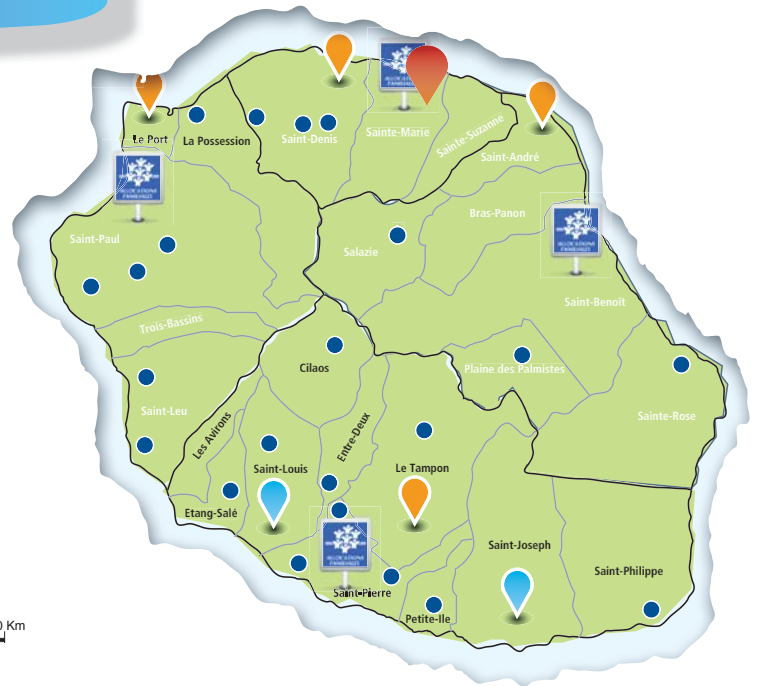 Le Port
La Possession
Saint-Denis
Sainte-Marie
Sainte-Suzanne
Saint-André
Bras-Panon
Salazie
Saint-Paul
Saint-Benoit
Trois-Bassins
Cilaos
Plaine des Palmistes
Saint-Leu
Les Avirons
Entre-Deux
Sainte-Rose
Saint-Louis
Le Tampon
Etang-Salé
Saint-Joseph
Saint-Philippe
Saint-Pierre
Petite-Ile
0 Km